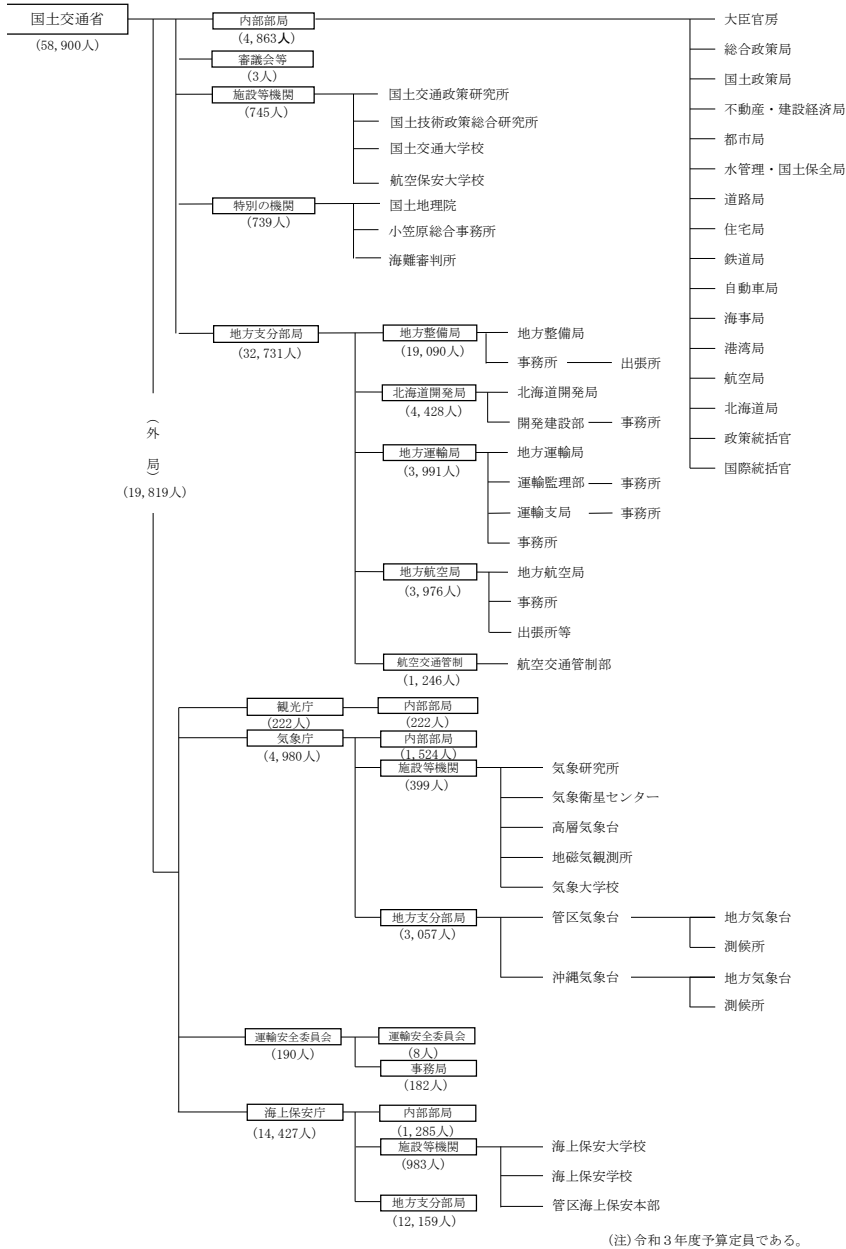 国土交通省
(58,900人)
内部部局
(4,863人)
大臣官房
総合政策局
国土政策局
不動産・建設経済局
都市局
水管理・国土保全局
道路局
住宅局
鉄道局
自動車局
海事局
港湾局
航空局
北海道局
政策統括官
国際統括官
審議会等
(3人)
施設等機関
(745人)
国土交通政策研究所
国土技術政策総合研究所
国土交通大学校
航空保安大学校
特別の機関
(739人)
国土地理院
小笠原総合事務所
海難審判所
地方支分部局
(32,731人)
地方整備局
(19,090人)
地方整備局
事務所 出張所
北海道開発局
(4,428人)
北海道開発局
開発建設部 事務所
地方運輸局
(3,991人)
地方運輸局
運輸監理部 事務所
運輸支局 事務所
事務所
地方航空局
(3,976人)
地方航空局
事務所
出張所等
航空交通管制
(1,246人)
航空交通管制部
(外局)
(19,819人)
観光庁
(222人)
内部部局
(222人)
気象庁
(4,980人)
内部部局
(1,524人)
施設等機関
(399人)
気象研究所
気象衛星センター
高層気象台
地磁気観測所
気象大学校
地方支分部局
(3,057人)
管区気象台 地方気象台
測候所
沖縄気象台 地方気象台
測候所
運輸安全委員会
(190人)
運輸安全委員会
(8人)
事務局
(182人)
海上保安庁
(14,427人)
内部部局
(1,285人)
施設等機関
(983人)
海上保安大学校
海上保安学校
管区海上保安本部
地方支分部局
(12,159人)
(注)令和3年度予算定員である。